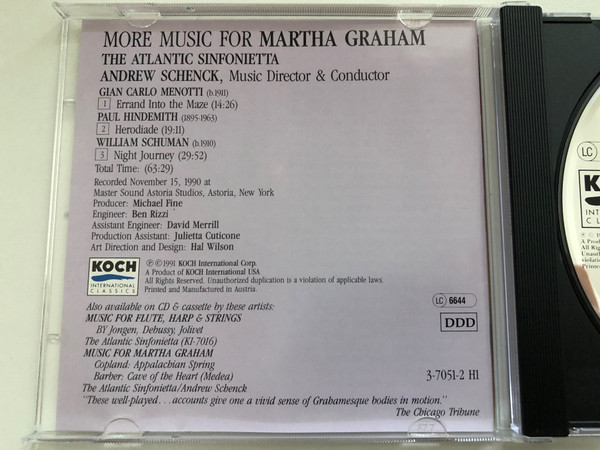 MORE MUSIC FOR MARTHA GRAHAM
THE ATLANTIC SINFONIETTA
ANDREW SCHENCK, Music Director & Conductor
GIAN CARLO MENOTTI (b.1911)
1 Errand Into the Maze (14:26)
PAUL HINDEMITH (1895-1963)
2 Herodiade (19:11)
WILLIAM SCHUMAN (b.1910)
3 Night Journey (29:52)
Total Time: (63:29)
Recorded November 15, 1990 at
Master Sound Astoria Studios, Astoria, New York
Producer: Michael Fine
Engineer: Ben Rizzi
Assistant Engineer: David Merrill
Production Assistant: Julietta Cuticone
Art Direction and Design: Hal Wilson
KOCH
INTERNATIONAL
CLASSICS
℗ ©1991 KOCH International Corp.
A Product of KOCH International USA
All Rights Reserved. Unauthorized duplication is a violation of applicable laws.
Printed and Manufactured in Austria.
Also available on CD & cassette by these artists:
MUSIC FOR FLUTE, HARP & STRINGS
BY Jongen, Debussy, Jolivet
The Atlantic Sinfonietta (KI-7016)
MUSIC FOR MARTHA GRAHAM
Copland: Appalachian Spring
Barber: Cave of the Heart (Medea)
The Atlantic Sinfonietta/Andrew Schenck
"These well-played . . . accounts give one a vivid sense of Grahamesque bodies in motion."
The Chicago Tribune
LC 6644
DDD
3-7051-2 H1
LC
KOCH
INTERN
CL
A Prod
All Rig
Unauth
violation
Printed